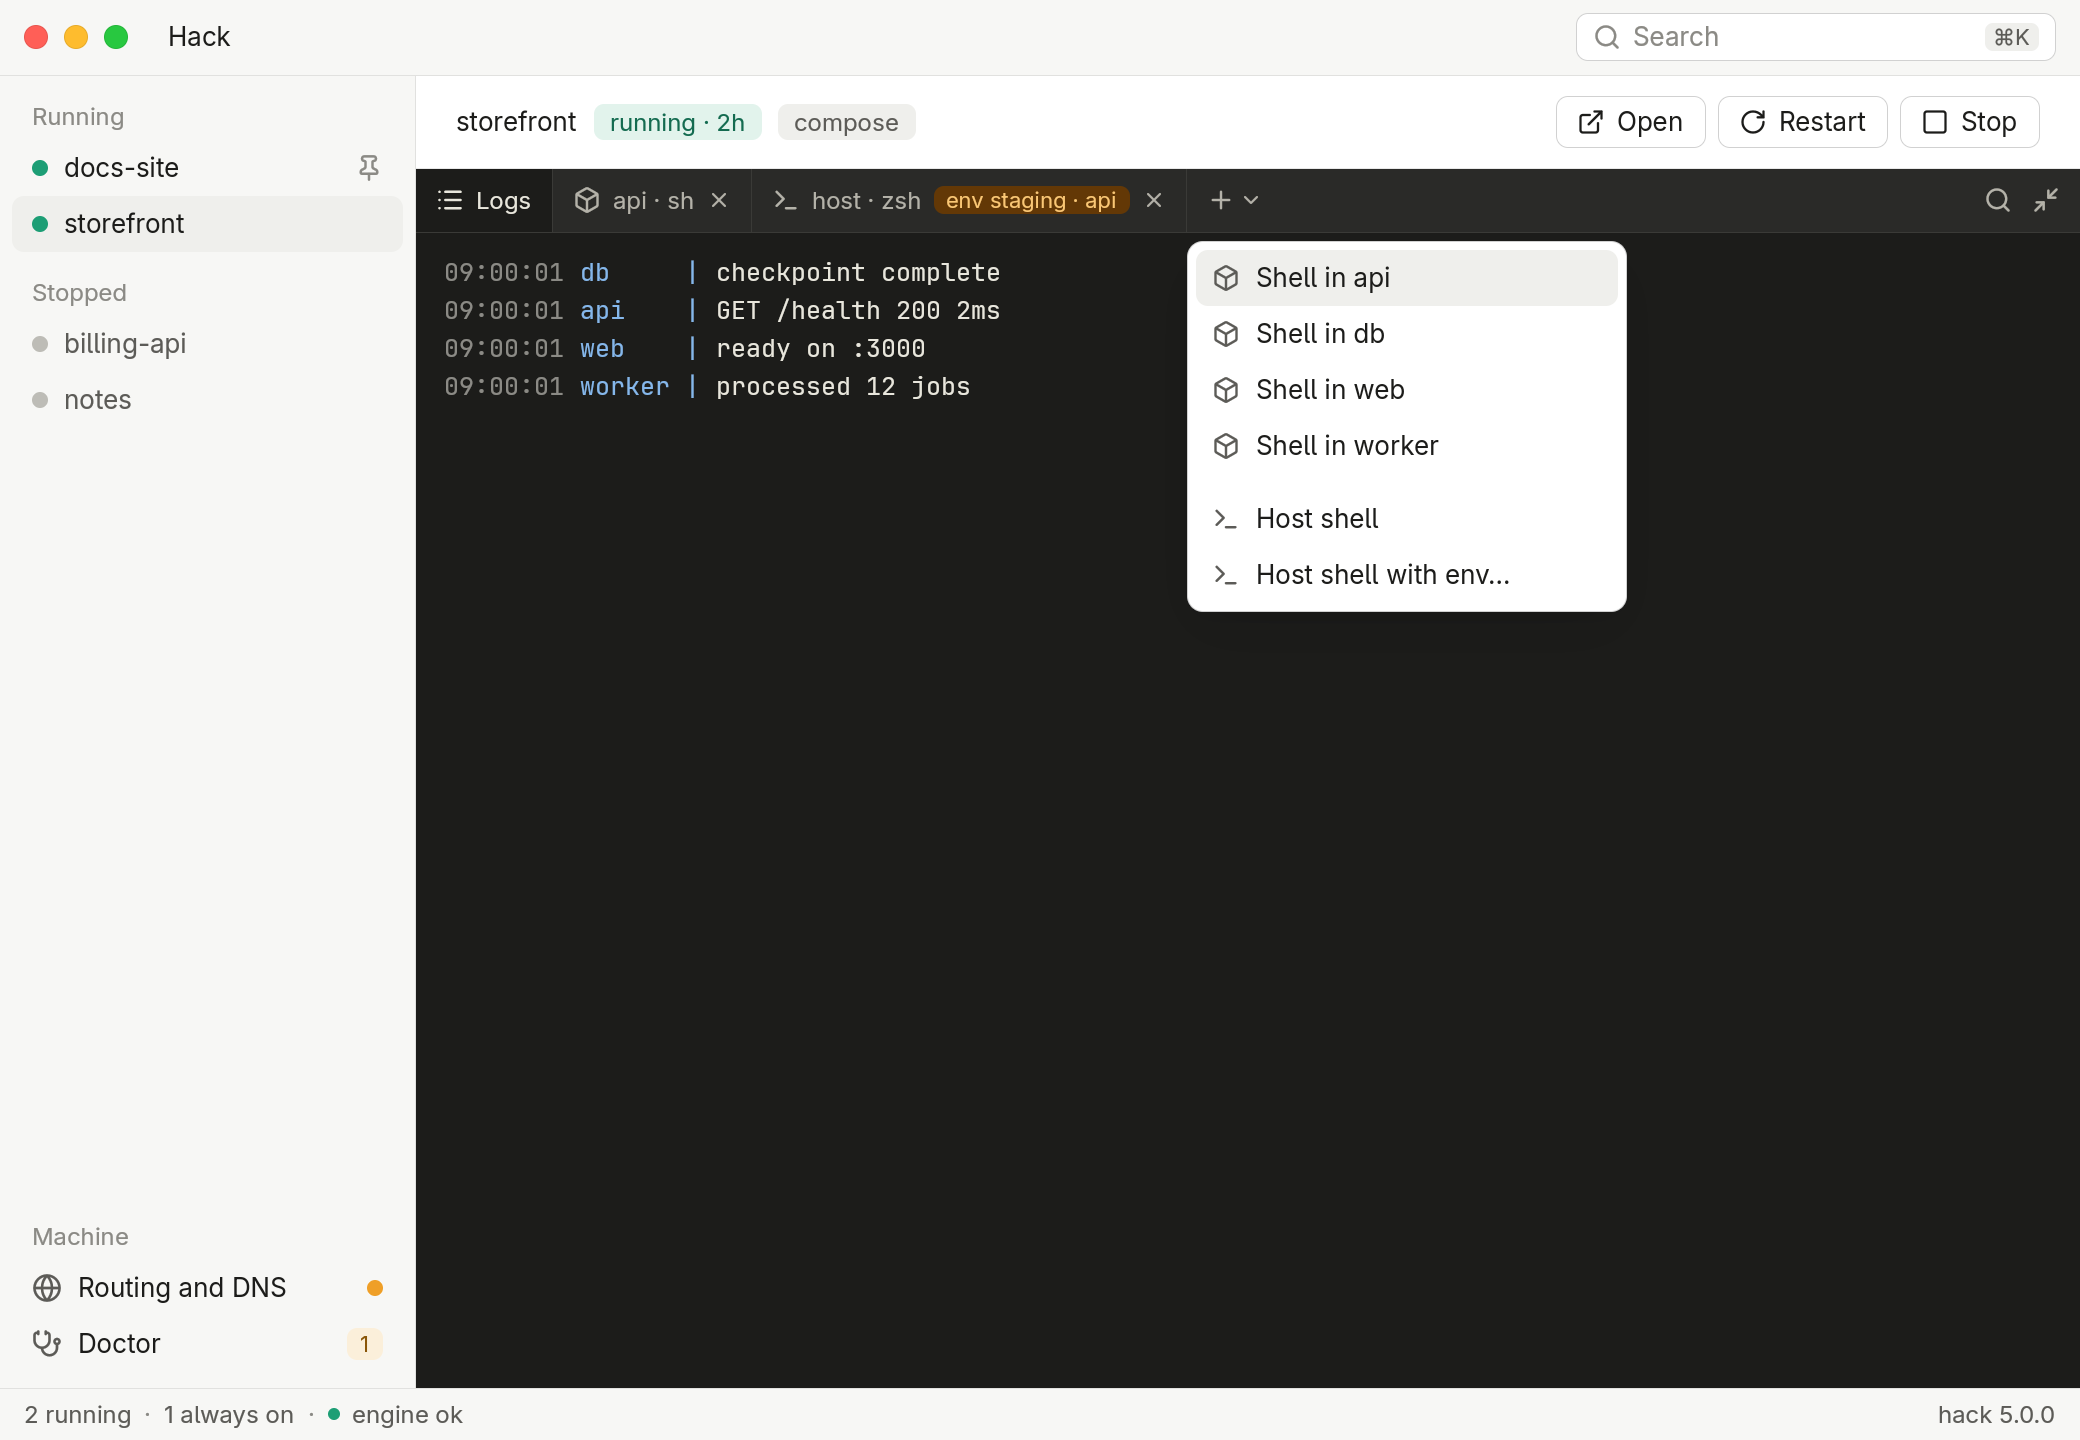 Hack
Search ⌘K
Running
docs-site
storefront
Stopped
billing-api
notes
Machine
Routing and DNS
Doctor 1
storefront running · 2h compose
Open Restart Stop
Logs api · sh host · zsh env staging · api
09:00:01 db | checkpoint complete
09:00:01 api | GET /health 200 2ms
09:00:01 web | ready on :3000
09:00:01 worker | processed 12 jobs
Shell in api
Shell in db
Shell in web
Shell in worker
Host shell
Host shell with env...
2 running · 1 always on · engine ok
hack 5.0.0